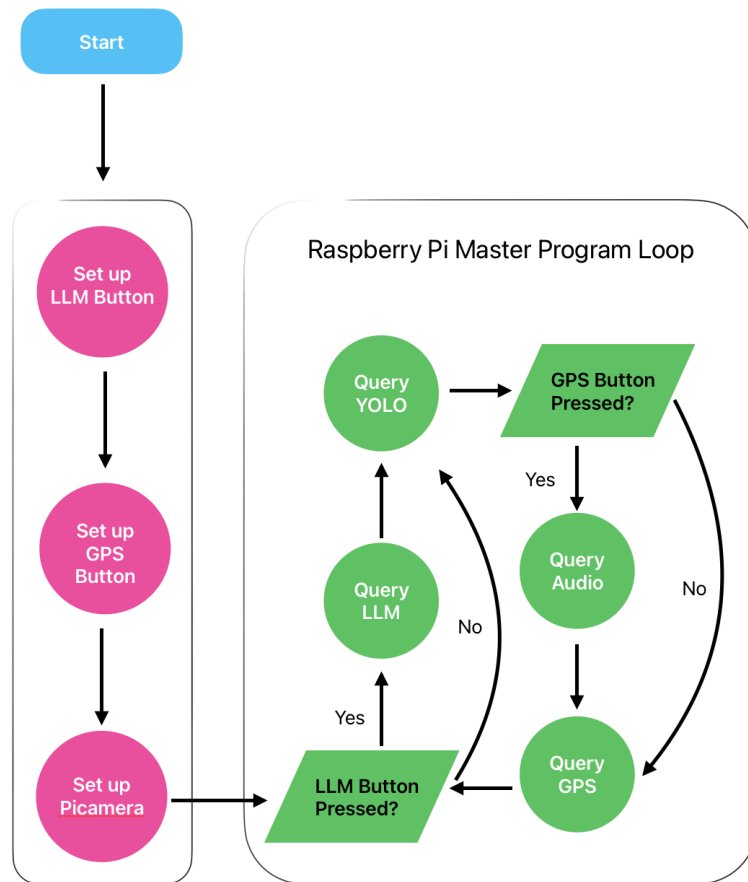 Start
Set up
LLM Button
Set up
GPS
Button
Set up
Picamera
Raspberry Pi Master Program Loop
LLM Button
Pressed?
Yes
No
Query
LLM
Query
YOLO
GPS Button
Pressed?
Yes
No
Query
Audio
Query
GPS